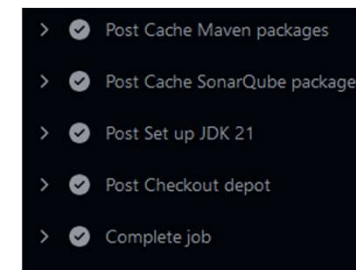 Post Cache Maven packages
Post Cache SonarQube package
Post Set up JDK 21
Post Checkout depot
Complete job